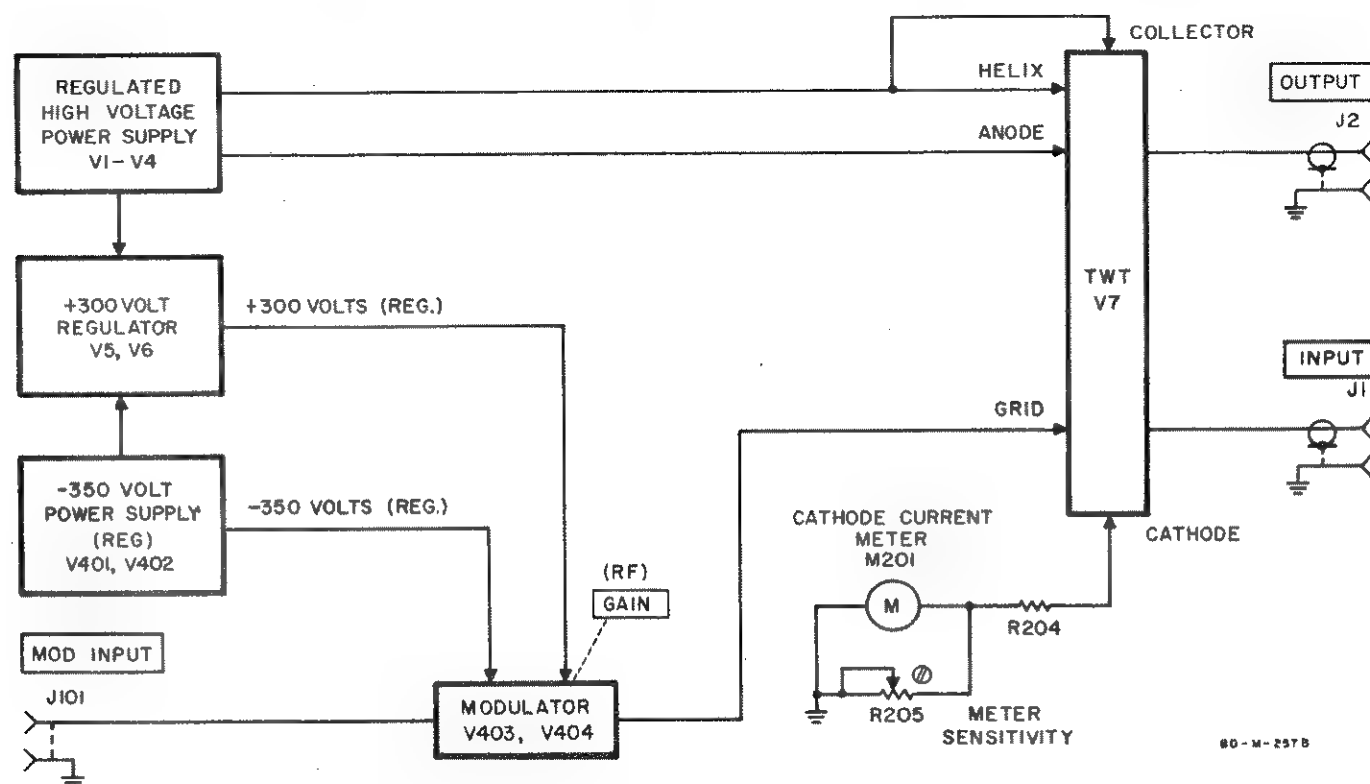 COLLECTOR
REGULATED
HIGH VOLTAGE
POWER SUPPLY
V1-V4
HELIX
ANODE
OUTPUT
J2
+300 VOLT
REGULATOR
V5, V6
+300 VOLTS (REG.)
TWT
V7
INPUT
J1
GRID
-350 VOLT
POWER SUPPLY
(REG)
V401, V402
-350 VOLTS (REG.)
CATHODE CURRENT
METER
M201
CATHODE
(RF)
GAIN
M
R204
MOD INPUT
J101
MODULATOR
V403, V404
R205
METER
SENSITIVITY
BD-M-257B